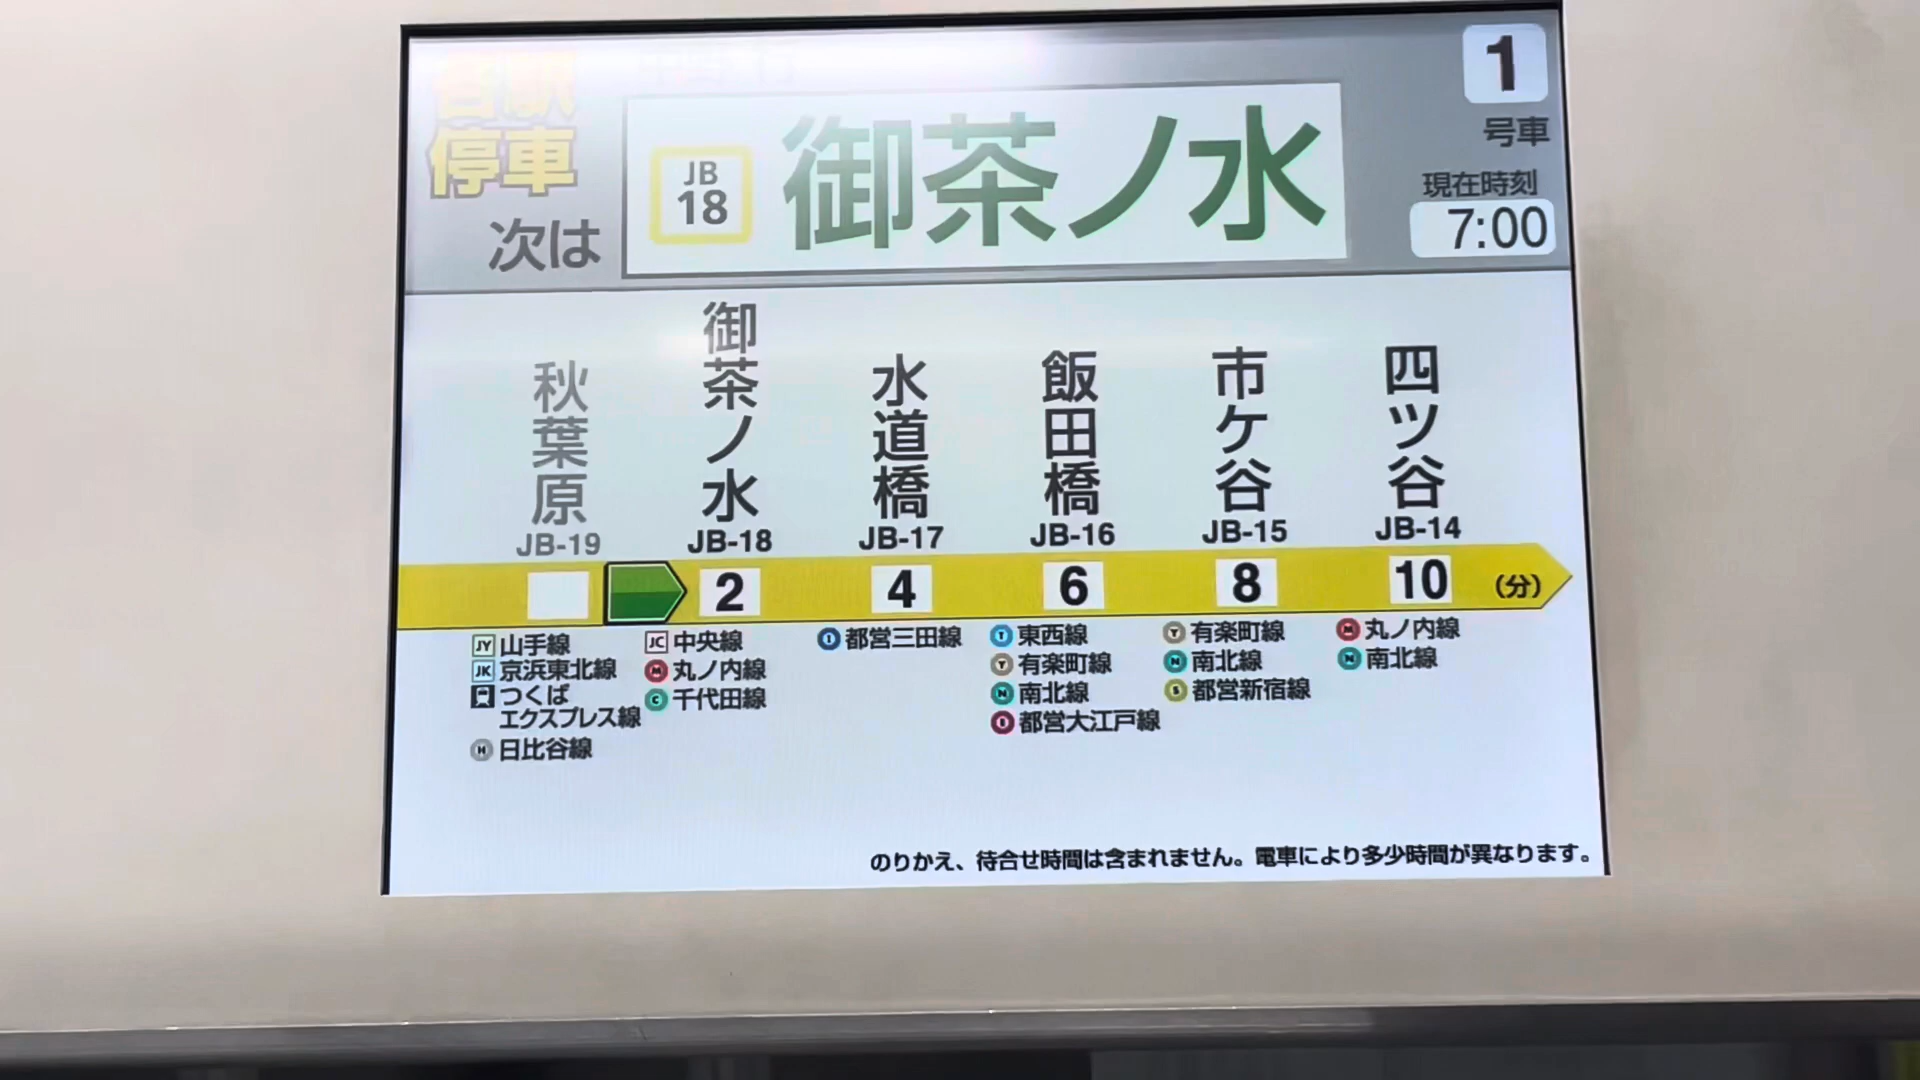 各駅
停車
次は
JB
18
御茶ノ水
1
号車
現在時刻
7:00
秋葉原
JB-19
御茶ノ水
JB-18
水道橋
JB-17
飯田橋
JB-16
市ケ谷
JB-15
四ツ谷
JB-14
2
4
6
8
10
(分)
JY 山手線
JK 京浜東北線
つくば
エクスプレス線
H 日比谷線
JC 中央線
M 丸ノ内線
C 千代田線
I 都営三田線
T 東西線
Y 有楽町線
N 南北線
E 都営大江戸線
Y 有楽町線
N 南北線
S 都営新宿線
M 丸ノ内線
N 南北線
のりかえ、待合せ時間は含まれません。電車により多少時間が異なります。